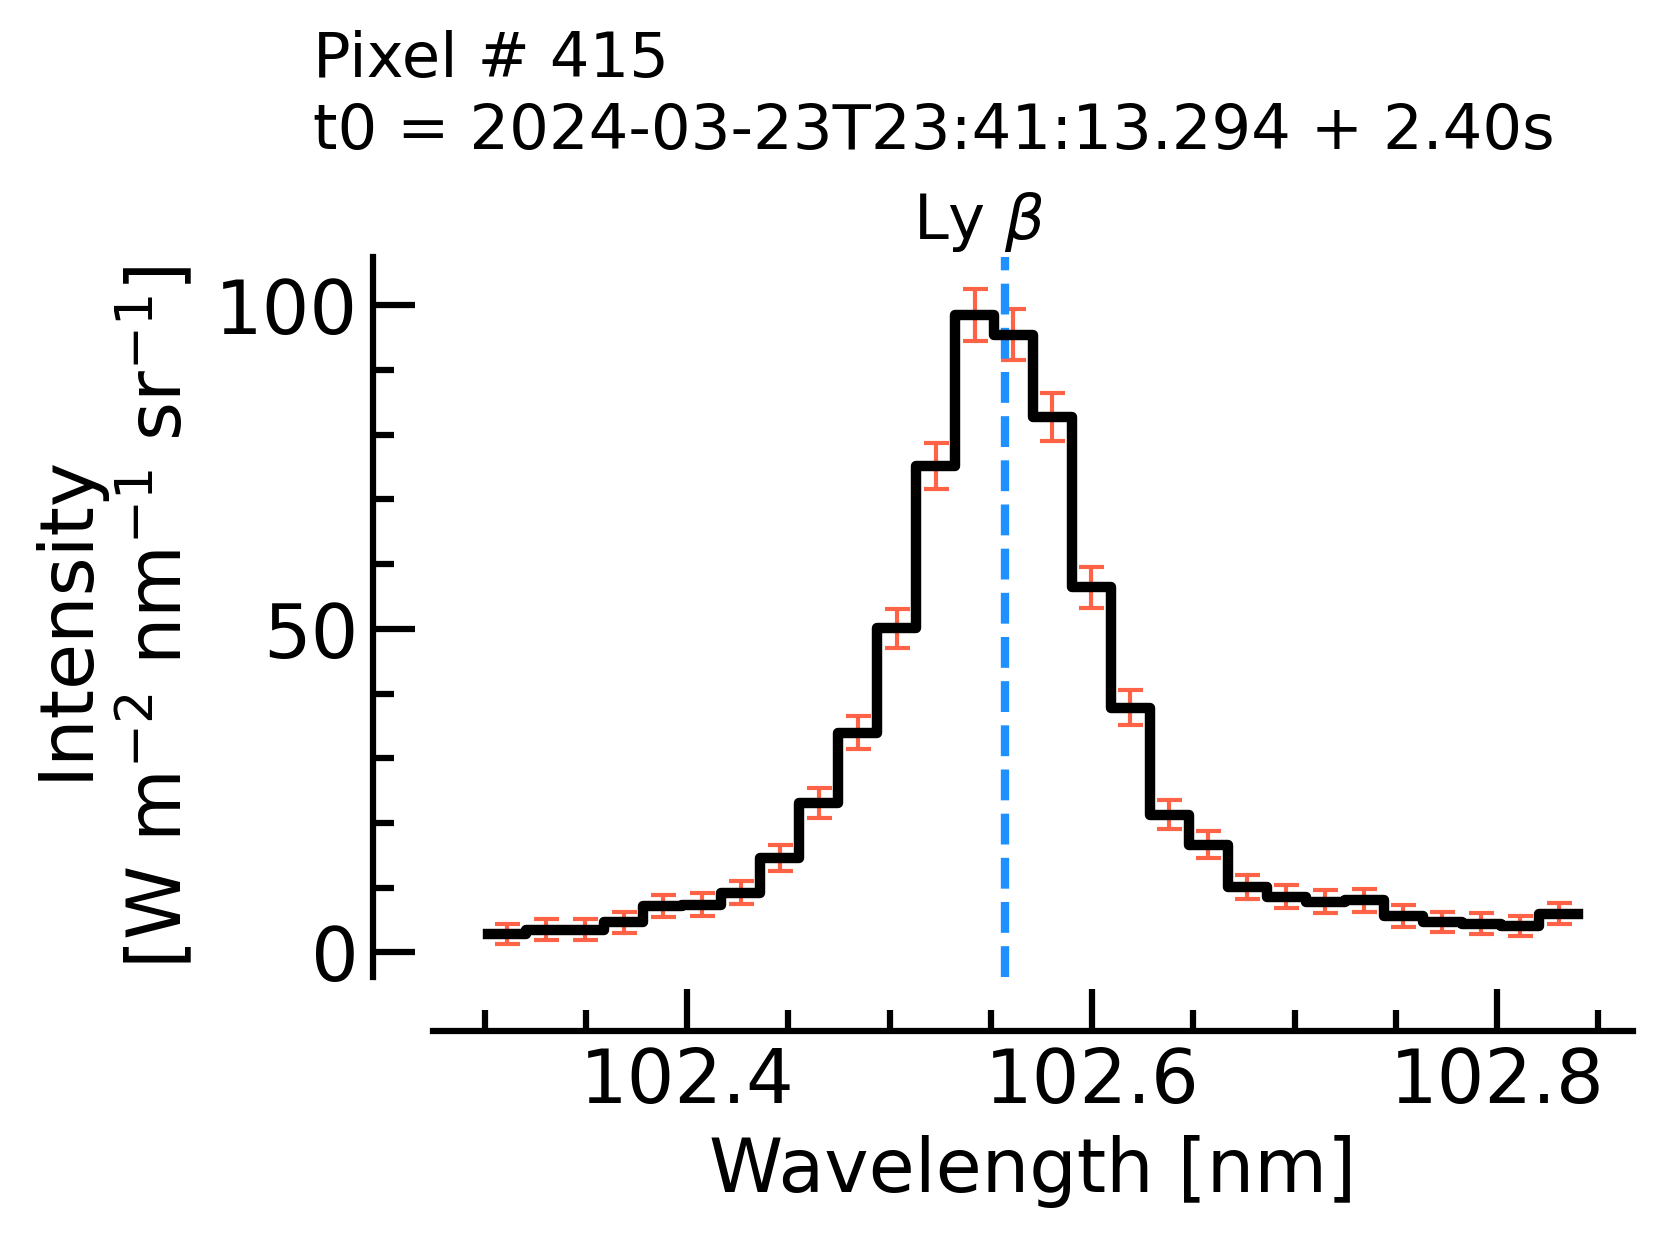 Pixel # 415
t0 = 2024-03-23T23:41:13.294 + 2.40s
Ly β
Intensity
[W m⁻² nm⁻¹ sr⁻¹]
100
50
0
102.4 102.6 102.8
Wavelength [nm]